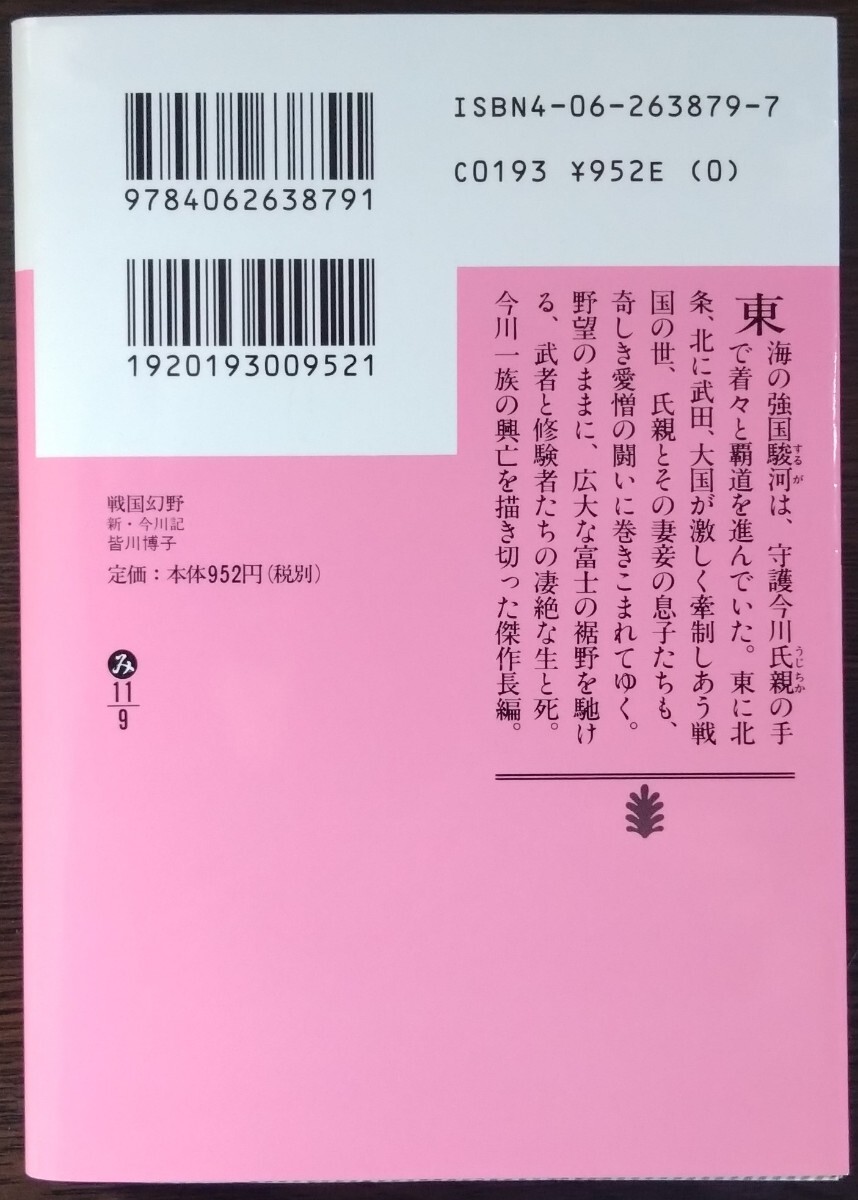 ISBN4-06-263879-7
C0193 ¥952E (0)
9784062638791
1920193009521
東海の強国駿河は、守護今川氏親の手
するが
うじちか
で着々と覇道を進んでいた。東に北
条、北に武田、大国が激しく牽制しあう戦
国の世、氏親とその妻妾の息子たちも、
奇しき愛憎の闘いに巻きこまれてゆく。
野望のままに、広大な富士の裾野を馳け
る、武者と修験者たちの凄絶な生と死。
今川一族の興亡を描き切った傑作長編。
戦国幻野
新・今川記
皆川博子
定価：本体952円（税別）
み
11
9